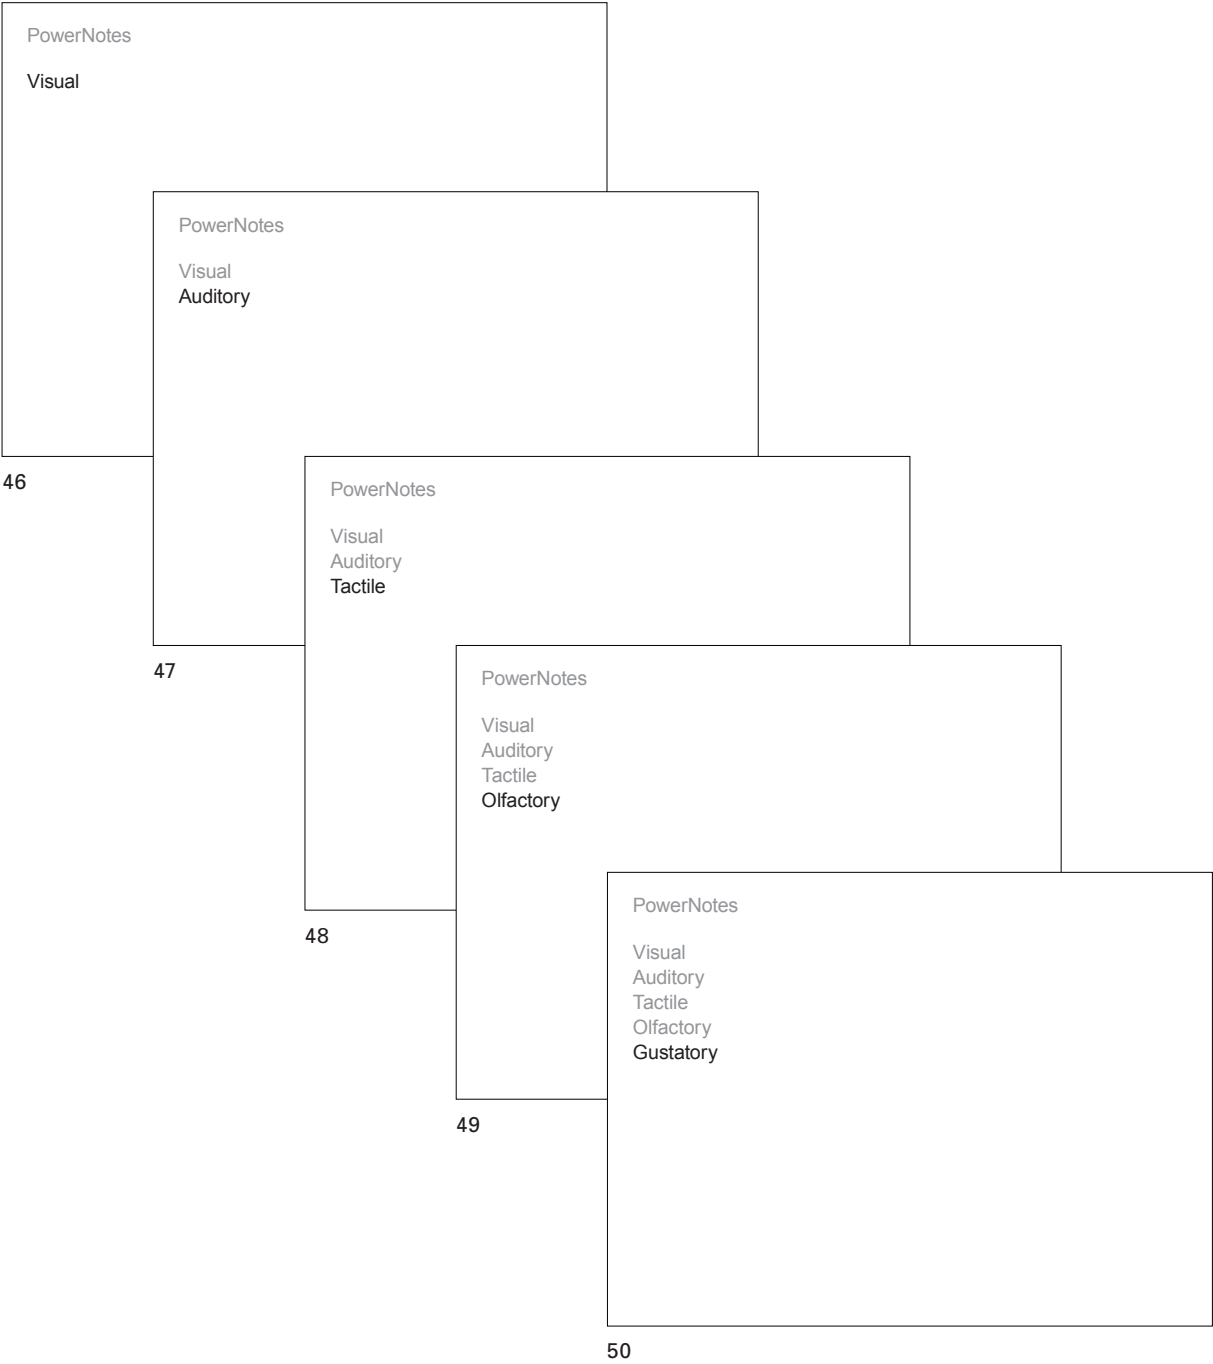 PowerNotes
Visual
46
PowerNotes
Visual
Auditory
47
PowerNotes
Visual
Auditory
Tactile
48
PowerNotes
Visual
Auditory
Tactile
Olfactory
49
PowerNotes
Visual
Auditory
Tactile
Olfactory
Gustatory
50